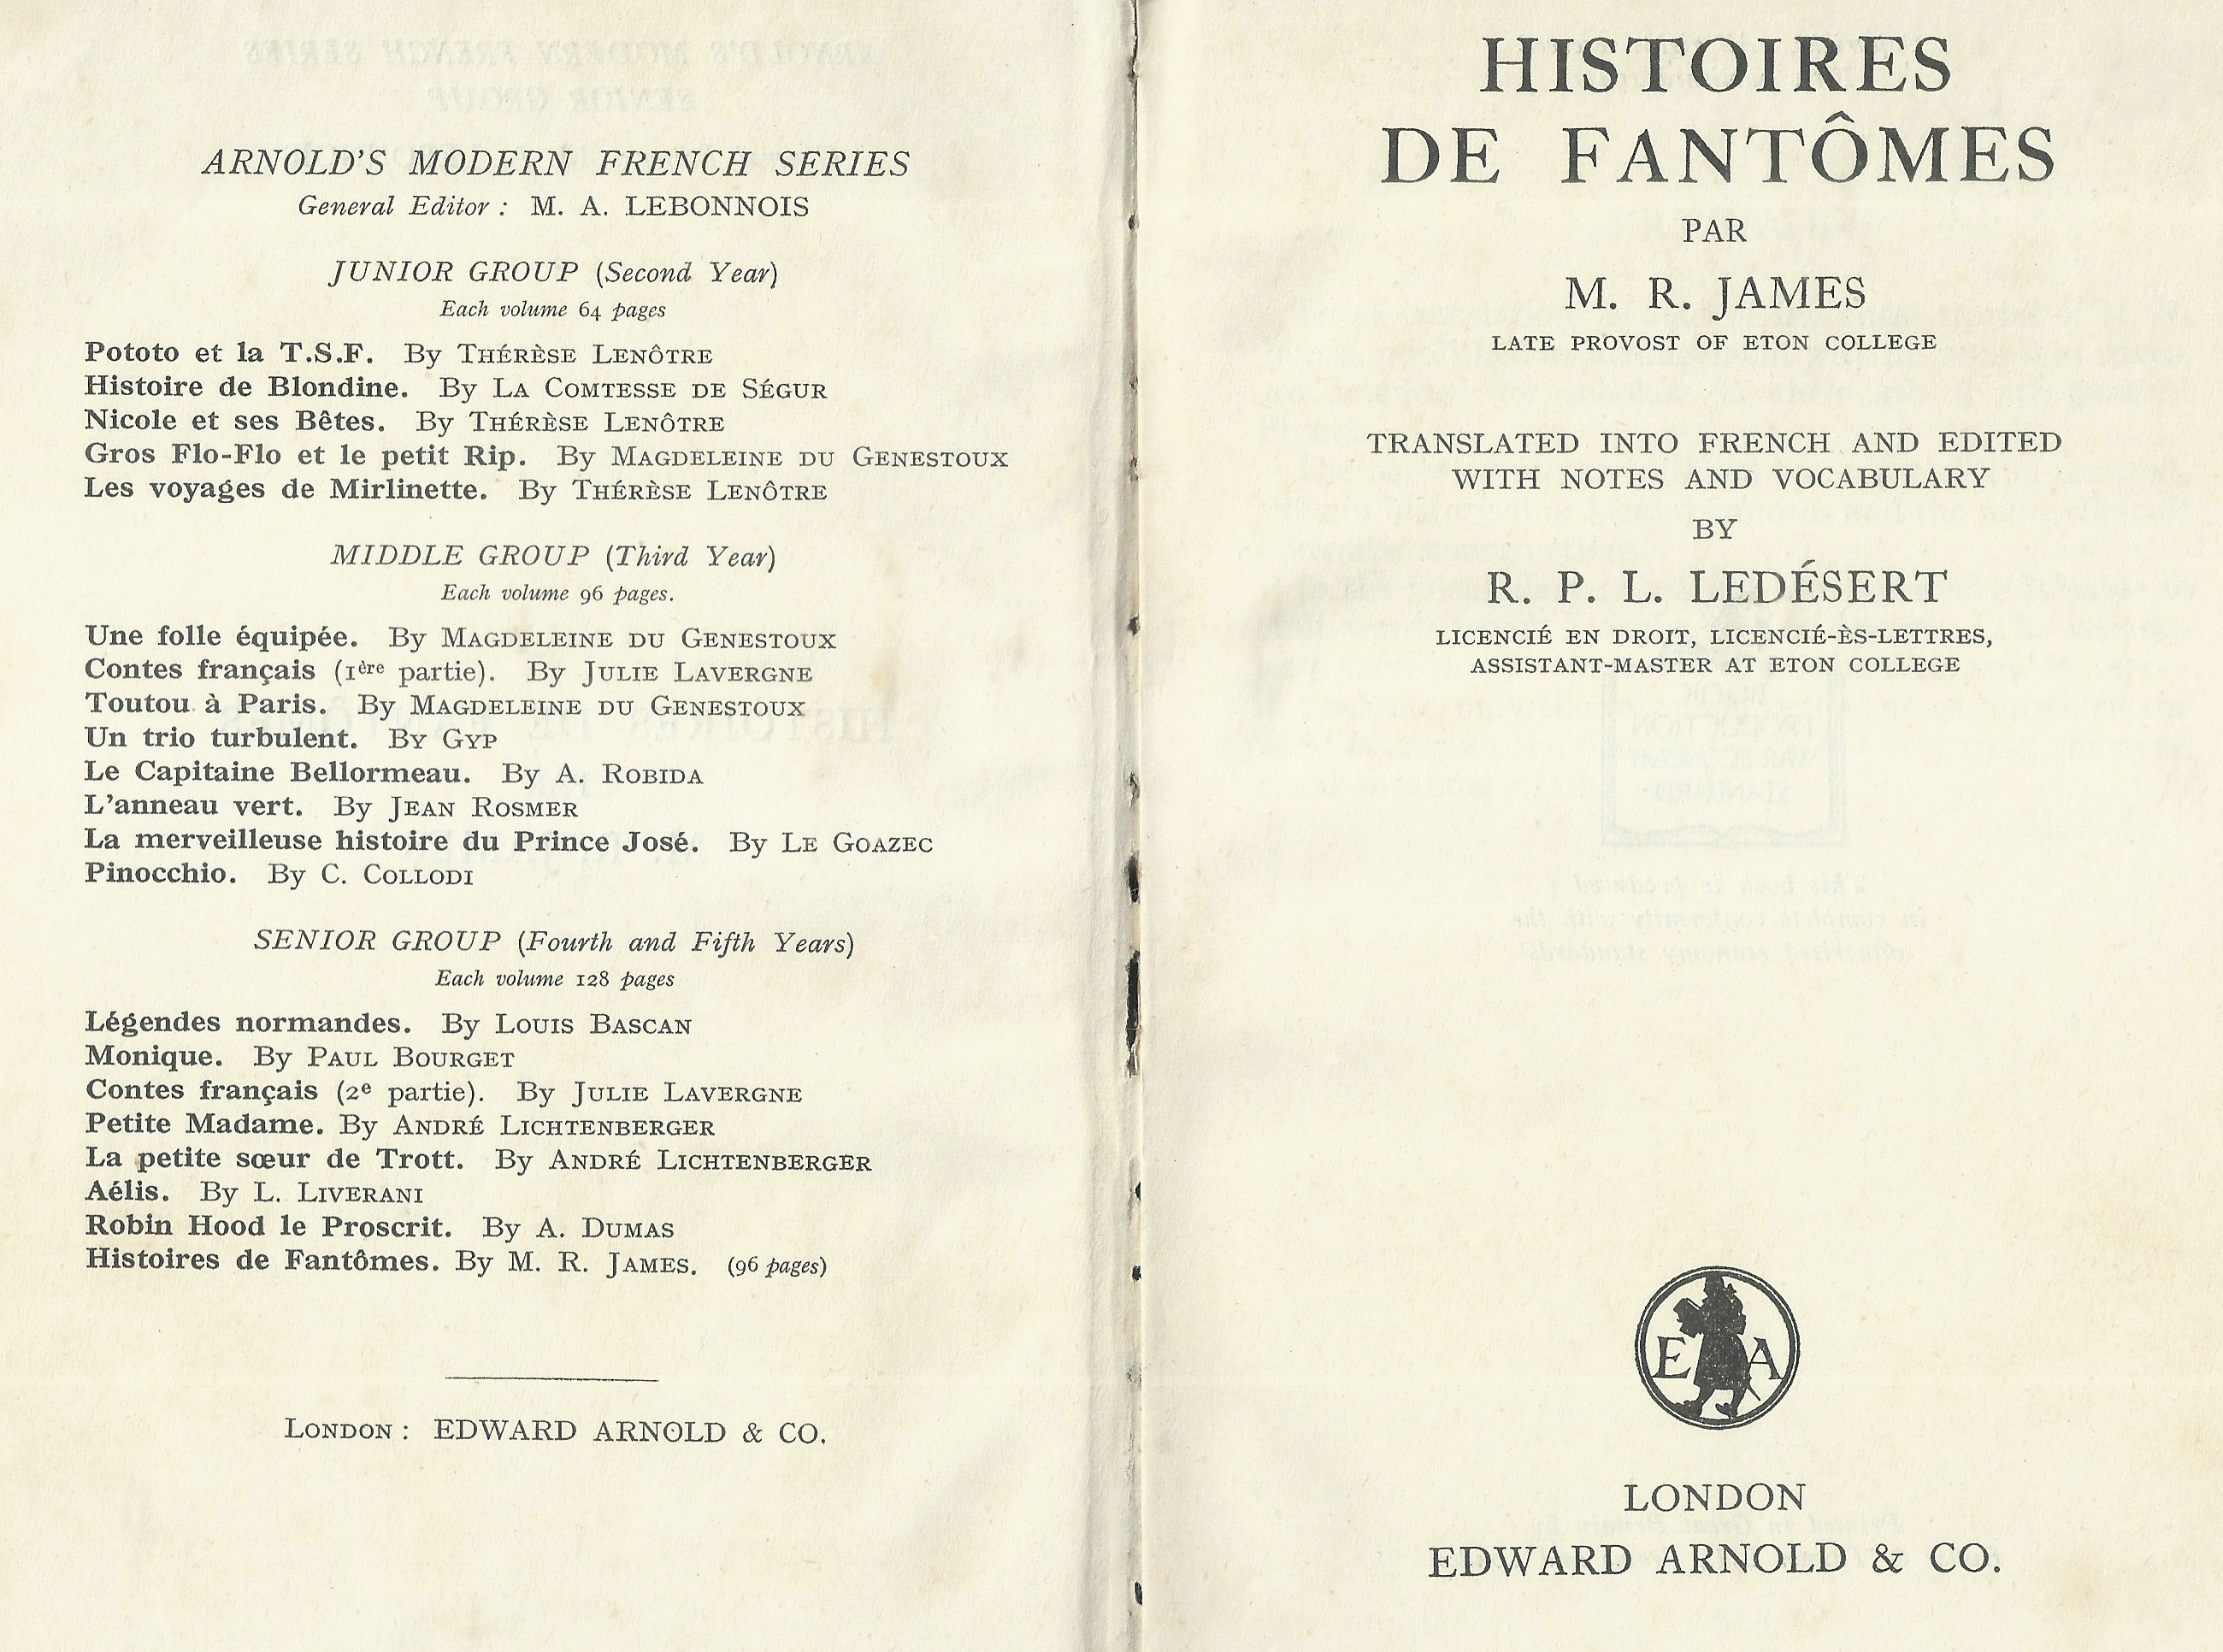 ARNOLD'S MODERN FRENCH SERIES
General Editor : M. A. LEBONNOIS
JUNIOR GROUP (Second Year)
Each volume 64 pages
Pototo et la T.S.F. By THÉRÈSE LENÔTRE
Histoire de Blondine. By LA COMTESSE DE SÉGUR
Nicole et ses Bêtes. By THÉRÈSE LENÔTRE
Gros Flo-Flo et le petit Rip. By MAGDELEINE DU GENESTOUX
Les voyages de Mirlinette. By THÉRÈSE LENÔTRE
MIDDLE GROUP (Third Year)
Each volume 96 pages.
Une folle équipée. By MAGDELEINE DU GENESTOUX
Contes français (1ère partie). By JULIE LAVERGNE
Toutou à Paris. By MAGDELEINE DU GENESTOUX
Un trio turbulent. BY GYP
Le Capitaine Bellormeau. By A. ROBIDA
L'anneau vert. By JEAN ROSMER
La merveilleuse histoire du Prince José. By LE GOAZEC
Pinocchio. By C. COLLODI
SENIOR GROUP (Fourth and Fifth Years)
Each volume 128 pages
Légendes normandes. By LOUIS BASCAN
Monique. By PAUL BOURGET
Contes français (2e partie). By JULIE LAVERGNE
Petite Madame. By ANDRÉ LICHTENBERGER
La petite sœur de Trott. By ANDRÉ LICHTENBERGER
Aélis. By L. LIVERANI
Robin Hood le Proscrit. By A. DUMAS
Histoires de Fantômes. By M. R. JAMES. (96 pages)
LONDON : EDWARD ARNOLD & CO.
HISTOIRES
DE FANTÔMES
PAR
M. R. JAMES
LATE PROVOST OF ETON COLLEGE
TRANSLATED INTO FRENCH AND EDITED
WITH NOTES AND VOCABULARY
BY
R. P. L. LEDÉSERT
LICENCIÉ EN DROIT, LICENCIÉ-ÈS-LETTRES,
ASSISTANT-MASTER AT ETON COLLEGE
E A
LONDON
EDWARD ARNOLD & CO.